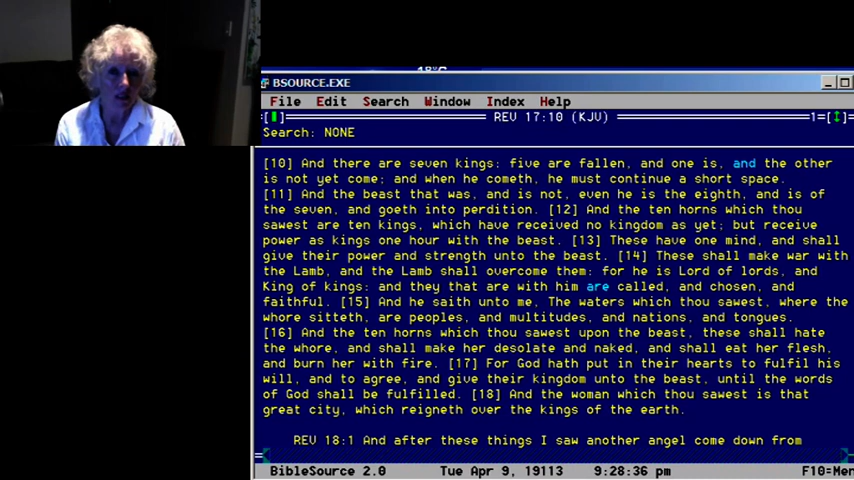 BSOURCE.EXE
File Edit Search Window Index Help
REV 17:10 (KJV) 1=[↕]
Search: NONE
[10] And there are seven kings: five are fallen, and one is, and the other
is not yet come; and when he cometh, he must continue a short space.
[11] And the beast that was, and is not, even he is the eighth, and is of
the seven, and goeth into perdition. [12] And the ten horns which thou
sawest are ten kings, which have received no kingdom as yet; but receive
power as kings one hour with the beast. [13] These have one mind, and shall
give their power and strength unto the beast. [14] These shall make war with
the Lamb, and the Lamb shall overcome them: for he is Lord of lords, and
King of kings: and they that are with him are called, and chosen, and
faithful. [15] And he saith unto me, The waters which thou sawest, where the
whore sitteth, are peoples, and multitudes, and nations, and tongues.
[16] And the ten horns which thou sawest upon the beast, these shall hate
the whore, and shall make her desolate and naked, and shall eat her flesh,
and burn her with fire. [17] For God hath put in their hearts to fulfil his
will, and to agree, and give their kingdom unto the beast, until the words
of God shall be fulfilled. [18] And the woman which thou sawest is that
great city, which reigneth over the kings of the earth.
REV 18:1 And after these things I saw another angel come down from
BibleSource 2.0 Tue Apr 9, 19113 9:28:36 pm F10=Men